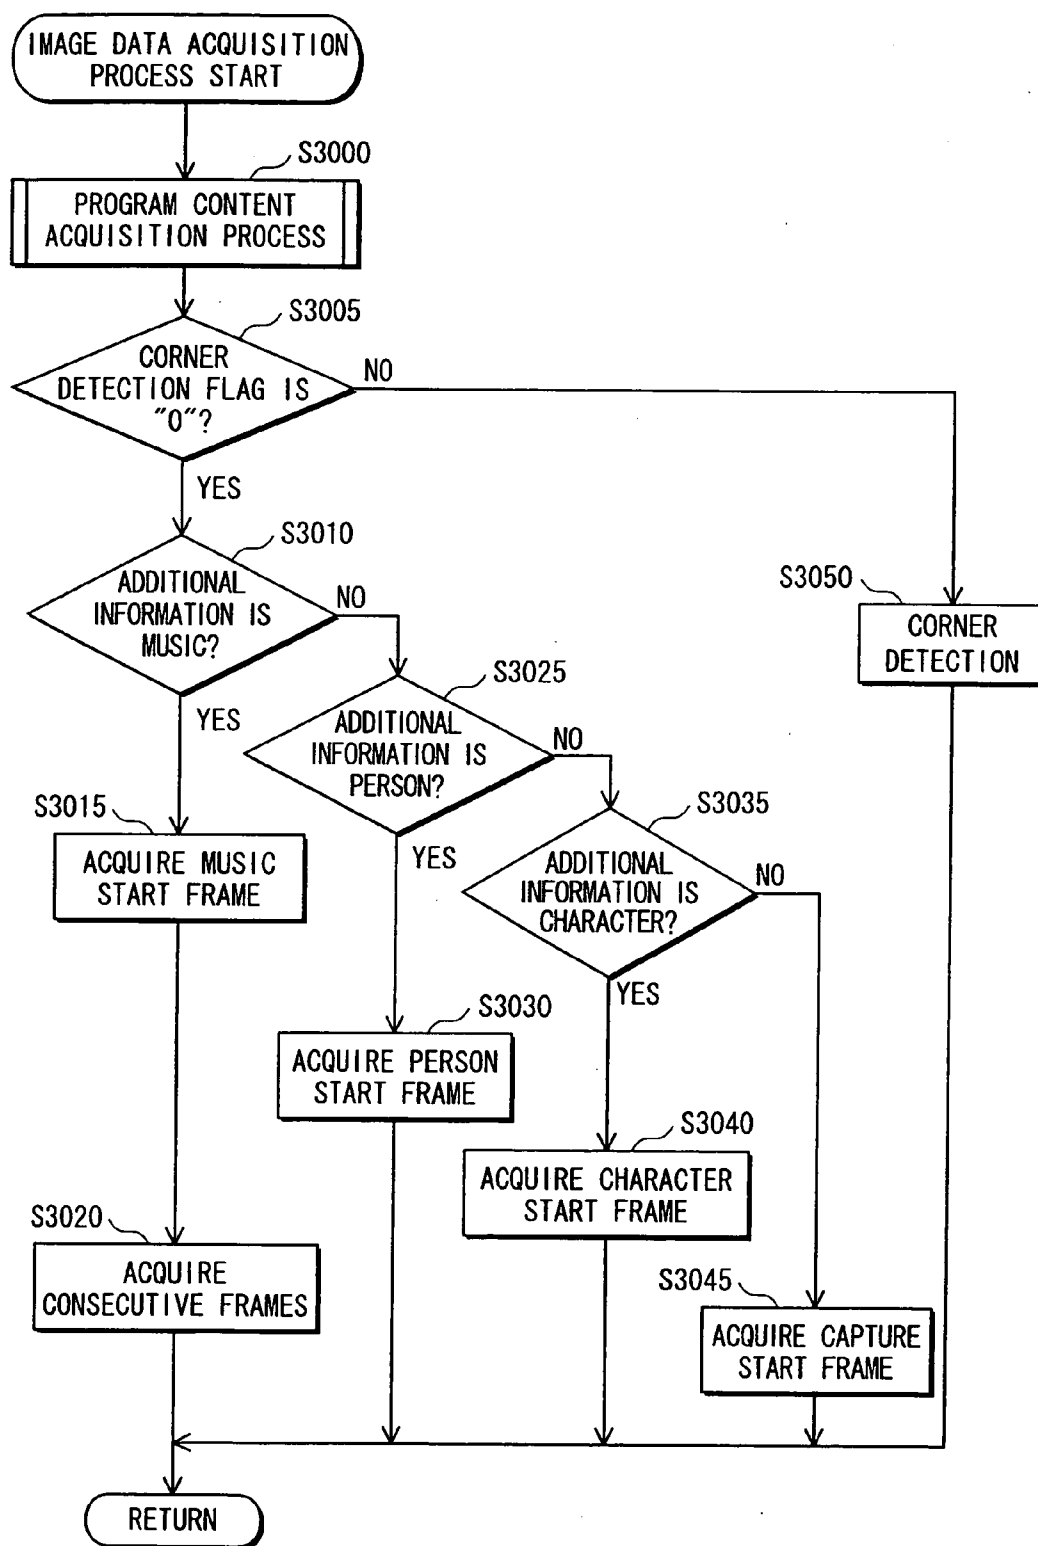 IMAGE DATA ACQUISITION
PROCESS START
S3000
PROGRAM CONTENT
ACQUISITION PROCESS
S3005
CORNER
DETECTION FLAG IS
"0"?
NO
YES
S3010
ADDITIONAL
INFORMATION IS
MUSIC?
NO
YES
S3050
CORNER
DETECTION
S3025
ADDITIONAL
INFORMATION IS
PERSON?
NO
YES
S3015
ACQUIRE MUSIC
START FRAME
S3035
ADDITIONAL
INFORMATION IS
CHARACTER?
NO
YES
S3030
ACQUIRE PERSON
START FRAME
S3040
ACQUIRE CHARACTER
START FRAME
S3020
ACQUIRE
CONSECUTIVE FRAMES
S3045
ACQUIRE CAPTURE
START FRAME
RETURN